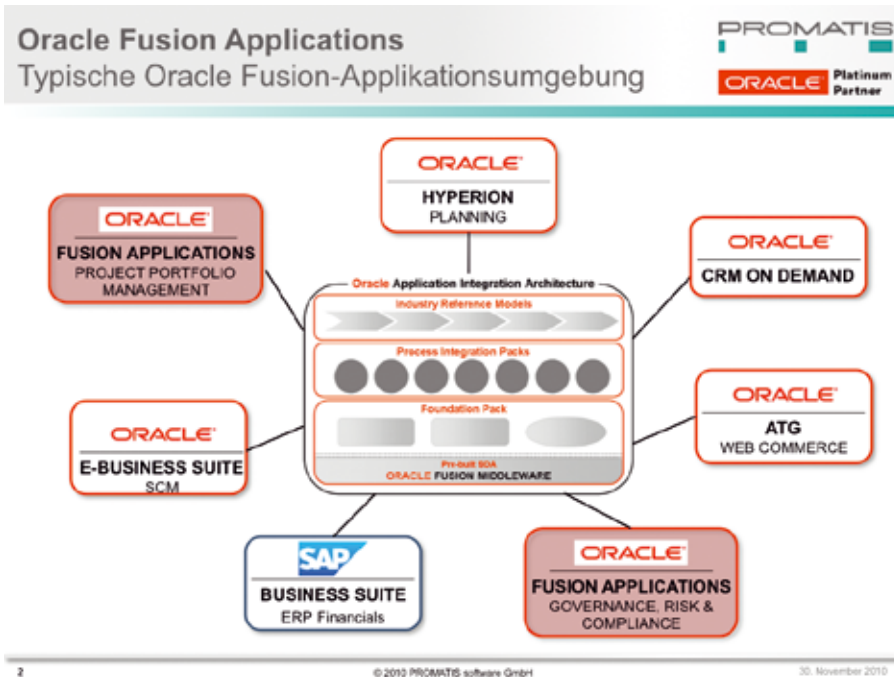 Oracle Fusion Applications
Typische Oracle Fusion-Applikationsumgebung
PROMATIS
ORACLE Platinum Partner
ORACLE
HYPERION
PLANNING
ORACLE
FUSION APPLICATIONS
PROJECT PORTFOLIO
MANAGEMENT
ORACLE
CRM ON DEMAND
Oracle Application Integration Architecture
Industry Reference Models
Process Integration Packs
Foundation Pack
Pre-built SOA
ORACLE FUSION MIDDLEWARE
ORACLE
ATG
WEB COMMERCE
ORACLE
E-BUSINESS SUITE
SCM
SAP
BUSINESS SUITE
ERP Financials
ORACLE
FUSION APPLICATIONS
GOVERNANCE, RISK &
COMPLIANCE
2
© 2010 PROMATIS software GmbH
30. November 2010